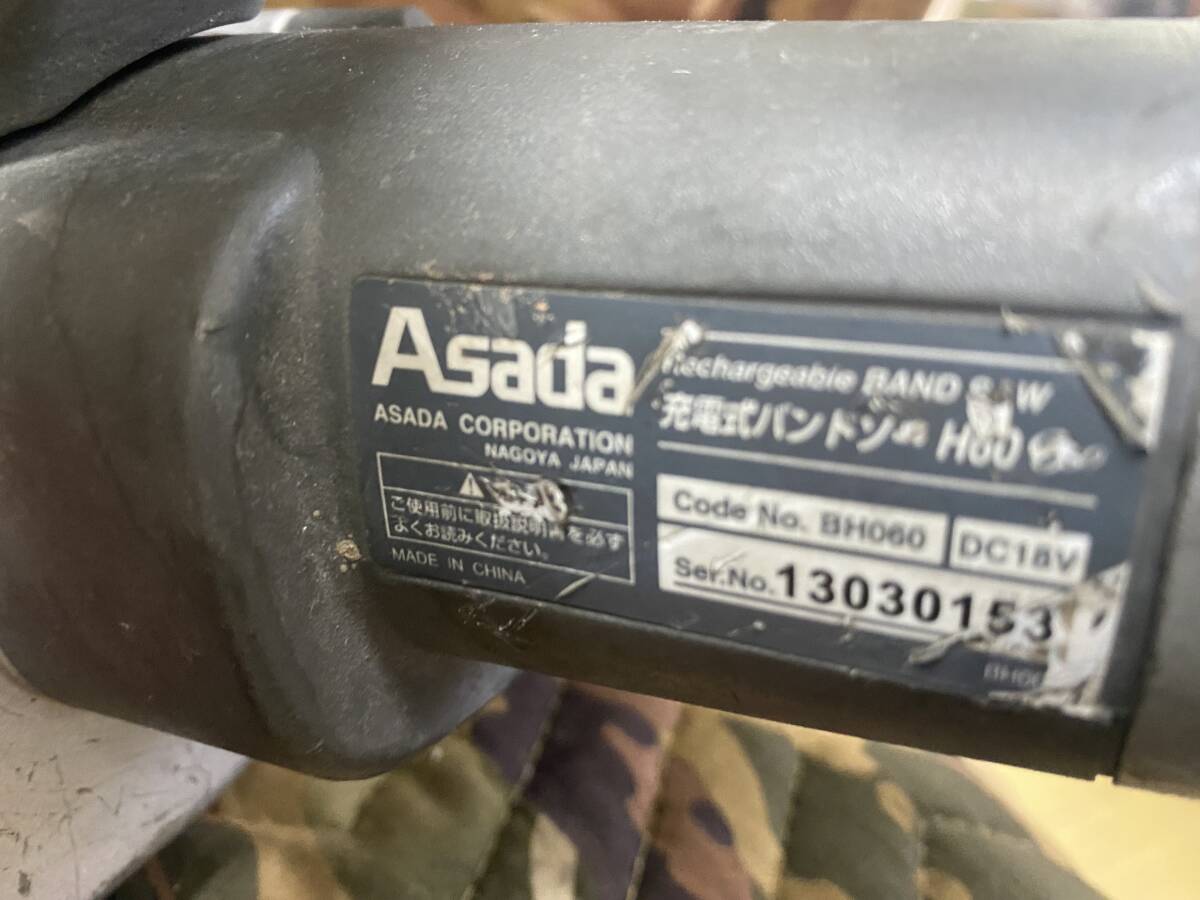 Asada
ASADA CORPORATION
NAGOYA JAPAN
ご使用前に取扱説明書を必ず
よくお読みください。
MADE IN CHINA
Rechargeable BAND SAW
充電式バンドソー H60
Code No. BH060
DC18V
Ser.No. 13030153